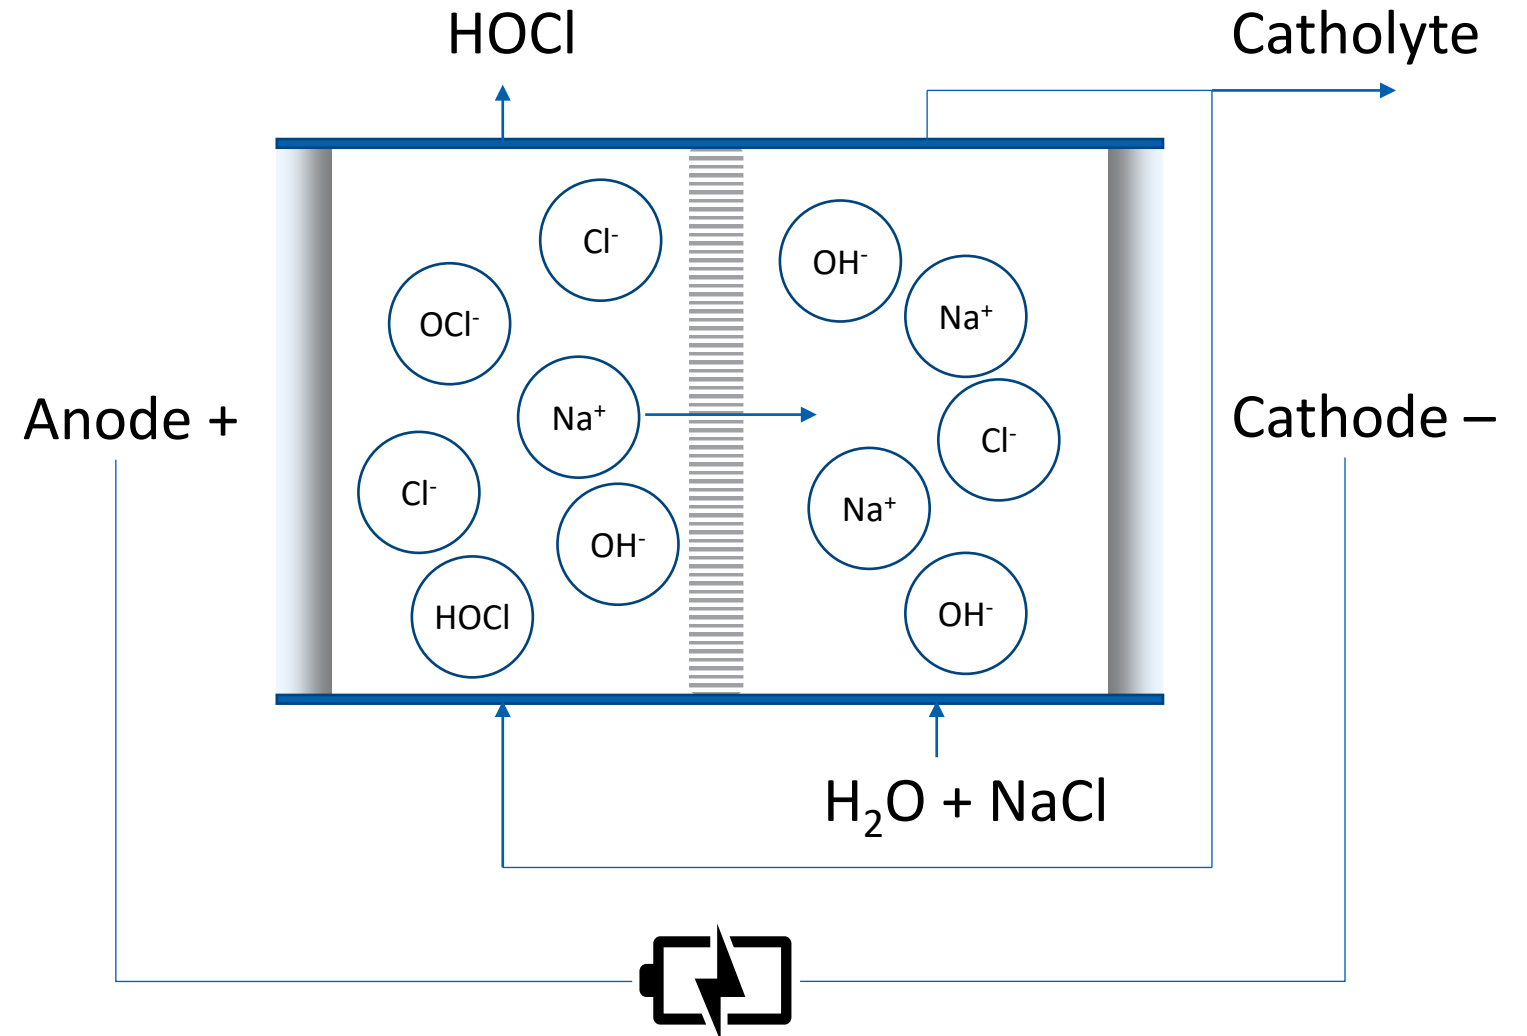 HOCl
Catholyte
Cl⁻
OH⁻
OCl⁻
Na⁺
Anode +
Na⁺
Cl⁻
Cathode –
Cl⁻
Na⁺
OH⁻
HOCl
OH⁻
H₂O + NaCl